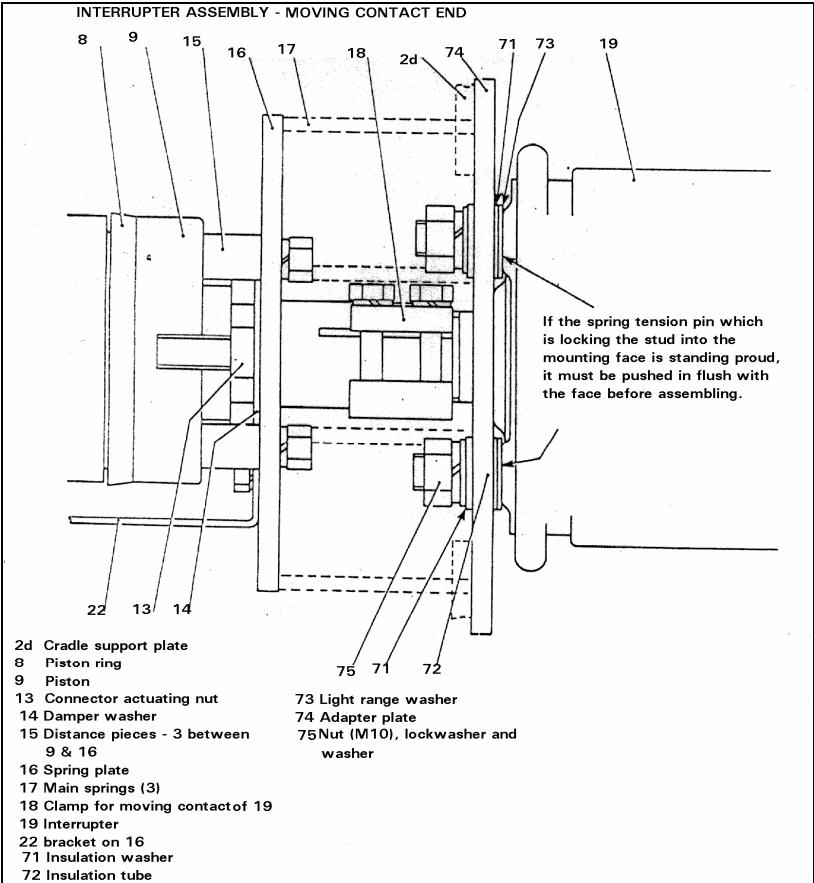 INTERRUPTER ASSEMBLY - MOVING CONTACT END
8
9
15
16
17
18
2d
74
71
73
19
If the spring tension pin which
is locking the stud into the
mounting face is standing proud,
it must be pushed in flush with
the face before assembling.
22
13
14
75
71
72
2d Cradle support plate
8 Piston ring
9 Piston
13 Connector actuating nut
14 Damper washer
15 Distance pieces - 3 between
9 & 16
16 Spring plate
17 Main springs (3)
18 Clamp for moving contact of 19
19 Interrupter
22 bracket on 16
71 Insulation washer
72 Insulation tube
73 Light range washer
74 Adapter plate
75 Nut (M10), lockwasher and
washer